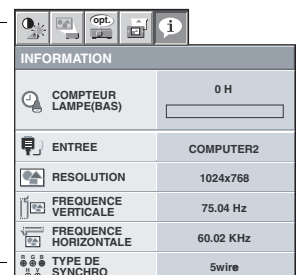 opt.
i
INFORMATION
COMPTEUR
LAMPE(BAS)
0 H
ENTREE
COMPUTER2
RESOLUTION
1024x768
FREQUENCE
VERTICALE
75.04 Hz
FREQUENCE
HORIZONTALE
60.02 KHz
R G B
H V
TYPE DE
SYNCHRO
5wire